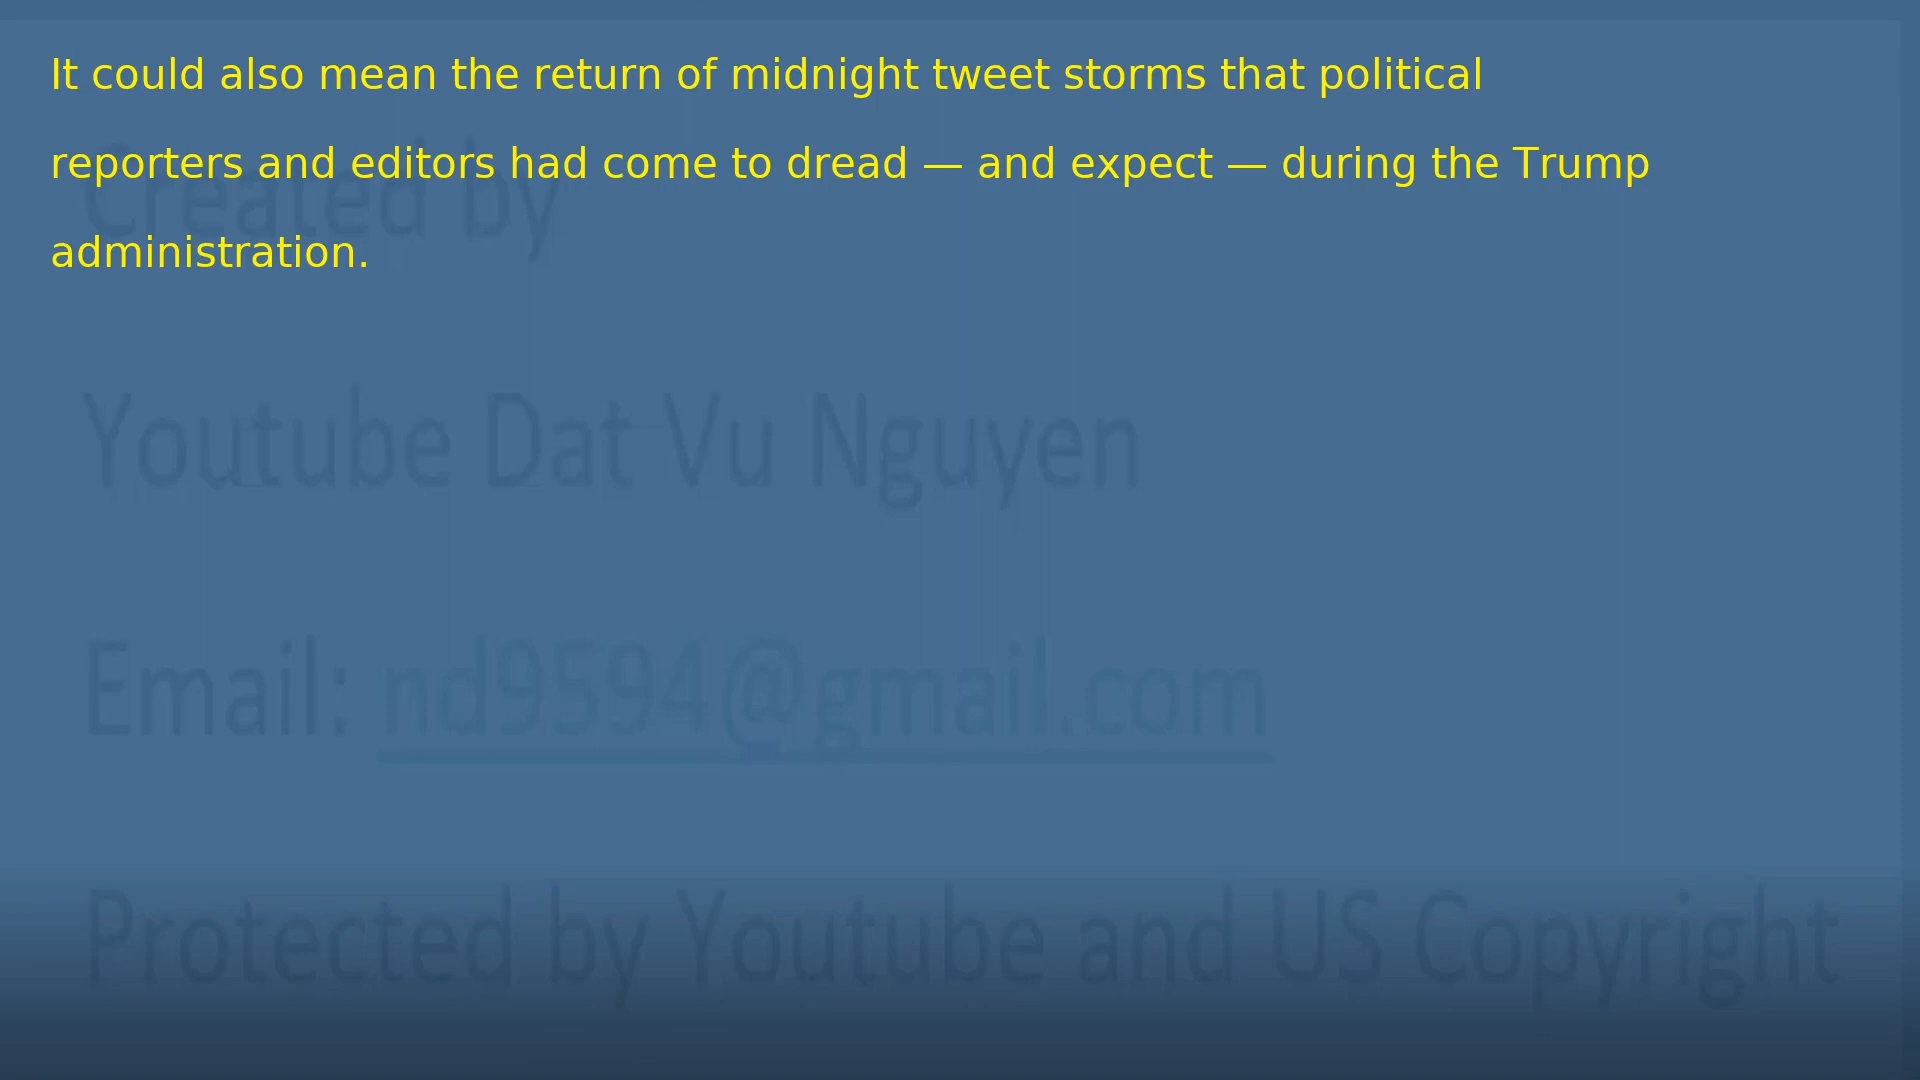 It could also mean the return of midnight tweet storms that political
reporters and editors had come to dread — and expect — during the Trump
administration.
Created by
Youtube Dat Vu Nguyen
Email: nd9594@gmail.com
Protected by Youtube and US Copyright